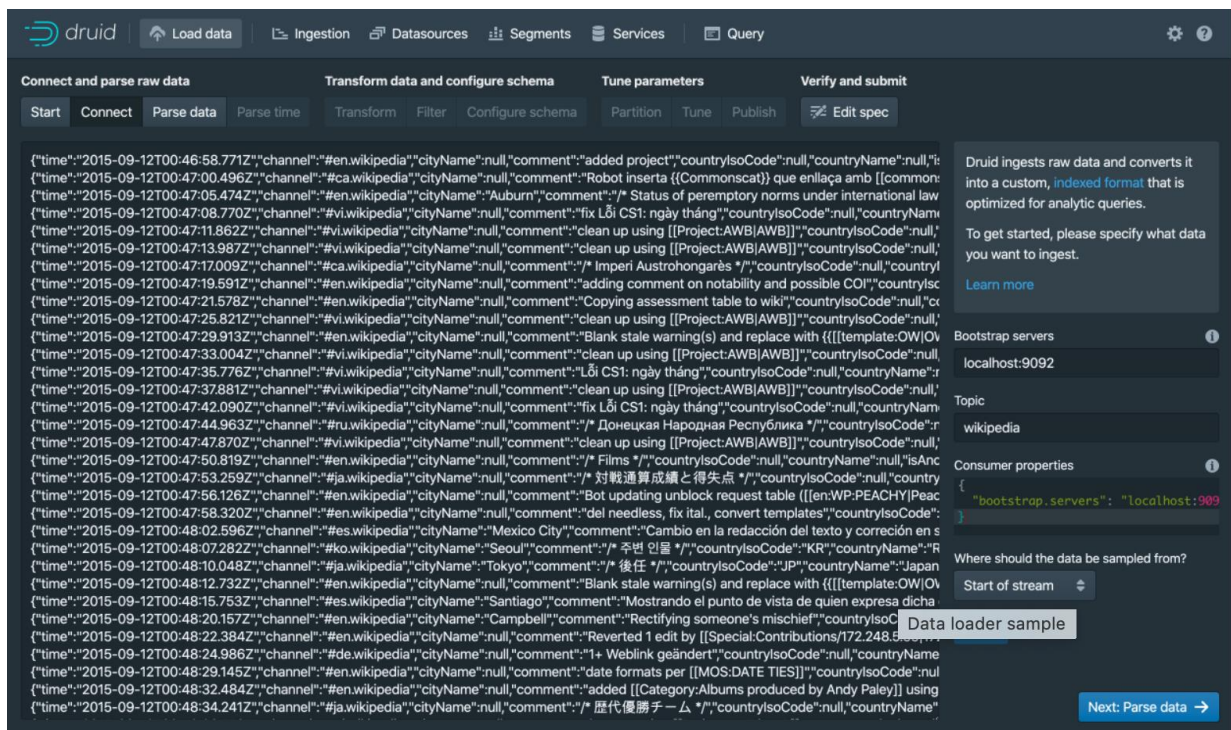 druid Load data Ingestion Datasources Segments Services Query
Connect and parse raw data Transform data and configure schema Tune parameters Verify and submit
Start Connect Parse data Parse time Transform Filter Configure schema Partition Tune Publish Edit spec
{"time":"2015-09-12T00:46:58.771Z","channel":"#en.wikipedia","cityName":null,"comment":"added project","countryIsoCode":null,"countryName":null,"is
{"time":"2015-09-12T00:47:00.496Z","channel":"#ca.wikipedia","cityName":null,"comment":"Robot inserta {{Commonscat}} que enllaça amb [[commons:
{"time":"2015-09-12T00:47:05.474Z","channel":"#en.wikipedia","cityName":"Auburn","comment":"/* Status of peremptory norms under international law
{"time":"2015-09-12T00:47:08.770Z","channel":"#vi.wikipedia","cityName":null,"comment":"fix Lỗi CS1: ngày tháng","countryIsoCode":null,"countryName
{"time":"2015-09-12T00:47:11.862Z","channel":"#vi.wikipedia","cityName":null,"comment":"clean up using [[Project:AWB|AWB]]","countryIsoCode":null,"
{"time":"2015-09-12T00:47:13.987Z","channel":"#vi.wikipedia","cityName":null,"comment":"clean up using [[Project:AWB|AWB]]","countryIsoCode":null,
{"time":"2015-09-12T00:47:17.009Z","channel":"#ca.wikipedia","cityName":null,"comment":"/* Imperi Austrohongarès */","countryIsoCode":null,"country
{"time":"2015-09-12T00:47:19.591Z","channel":"#en.wikipedia","cityName":null,"comment":"adding comment on notability and possible COI","countryIso
{"time":"2015-09-12T00:47:21.578Z","channel":"#en.wikipedia","cityName":null,"comment":"Copying assessment table to wiki","countryIsoCode":null,"co
{"time":"2015-09-12T00:47:25.821Z","channel":"#vi.wikipedia","cityName":null,"comment":"clean up using [[Project:AWB|AWB]]","countryIsoCode":null,"
{"time":"2015-09-12T00:47:29.913Z","channel":"#en.wikipedia","cityName":null,"comment":"Blank stale warning(s) and replace with {{[[template:OW|OW
{"time":"2015-09-12T00:47:33.004Z","channel":"#vi.wikipedia","cityName":null,"comment":"clean up using [[Project:AWB|AWB]]","countryIsoCode":null,
{"time":"2015-09-12T00:47:35.776Z","channel":"#vi.wikipedia","cityName":null,"comment":"Lỗi CS1: ngày tháng","countryIsoCode":null,"countryName":n
{"time":"2015-09-12T00:47:37.881Z","channel":"#vi.wikipedia","cityName":null,"comment":"clean up using [[Project:AWB|AWB]]","countryIsoCode":null,"
{"time":"2015-09-12T00:47:42.090Z","channel":"#vi.wikipedia","cityName":null,"comment":"fix Lỗi CS1: ngày tháng","countryIsoCode":null,"countryNam
{"time":"2015-09-12T00:47:44.963Z","channel":"#ru.wikipedia","cityName":null,"comment":"/* Донецкая Народная Республика */","countryIsoCode":n
{"time":"2015-09-12T00:47:47.870Z","channel":"#vi.wikipedia","cityName":null,"comment":"clean up using [[Project:AWB|AWB]]","countryIsoCode":null,"
{"time":"2015-09-12T00:47:50.819Z","channel":"#en.wikipedia","cityName":null,"comment":"/* Films */","countryIsoCode":null,"countryName":null,"isAno
{"time":"2015-09-12T00:47:53.259Z","channel":"#ja.wikipedia","cityName":null,"comment":"/* 対戦通算成績と得失点 */","countryIsoCode":null,"country
{"time":"2015-09-12T00:47:56.126Z","channel":"#en.wikipedia","cityName":null,"comment":"Bot updating unblock request table ([[en:WP:PEACHY|Peac
{"time":"2015-09-12T00:47:58.320Z","channel":"#en.wikipedia","cityName":null,"comment":"del needless, fix ital., convert templates","countryIsoCode":
{"time":"2015-09-12T00:48:02.596Z","channel":"#es.wikipedia","cityName":"Mexico City","comment":"Cambio en la redacción del texto y correción en s
{"time":"2015-09-12T00:48:07.282Z","channel":"#ko.wikipedia","cityName":"Seoul","comment":"/* 주변 인물 */","countryIsoCode":"KR","countryName":"R
{"time":"2015-09-12T00:48:10.048Z","channel":"#ja.wikipedia","cityName":"Tokyo","comment":"/* 後任 */","countryIsoCode":"JP","countryName":"Japan
{"time":"2015-09-12T00:48:12.732Z","channel":"#en.wikipedia","cityName":null,"comment":"Blank stale warning(s) and replace with {{[[template:OW|OW
{"time":"2015-09-12T00:48:15.753Z","channel":"#es.wikipedia","cityName":"Santiago","comment":"Mostrando el punto de vista de quien expresa dicha
{"time":"2015-09-12T00:48:20.157Z","channel":"#en.wikipedia","cityName":"Campbell","comment":"Rectifying someone's mischief","countryIsoC
{"time":"2015-09-12T00:48:22.384Z","channel":"#en.wikipedia","cityName":null,"comment":"Reverted 1 edit by [[Special:Contributions/172.248.5
{"time":"2015-09-12T00:48:24.986Z","channel":"#de.wikipedia","cityName":null,"comment":"1+ Weblink geändert","countryIsoCode":null,"countryName
{"time":"2015-09-12T00:48:29.145Z","channel":"#en.wikipedia","cityName":null,"comment":"date formats per [[MOS:DATE TIES]]","countryIsoCode":nul
{"time":"2015-09-12T00:48:32.484Z","channel":"#en.wikipedia","cityName":null,"comment":"added [[Category:Albums produced by Andy Paley]] using
{"time":"2015-09-12T00:48:34.241Z","channel":"#ja.wikipedia","cityName":null,"comment":"/* 歴代優勝チーム */","countryIsoCode":null,"countryName"
Druid ingests raw data and converts it
into a custom, indexed format that is
optimized for analytic queries.
To get started, please specify what data
you want to ingest.
Learn more
Bootstrap servers
localhost:9092
Topic
wikipedia
Consumer properties
{
"bootstrap.servers": "localhost:909
}
Where should the data be sampled from?
Start of stream
Data loader sample
Next: Parse data